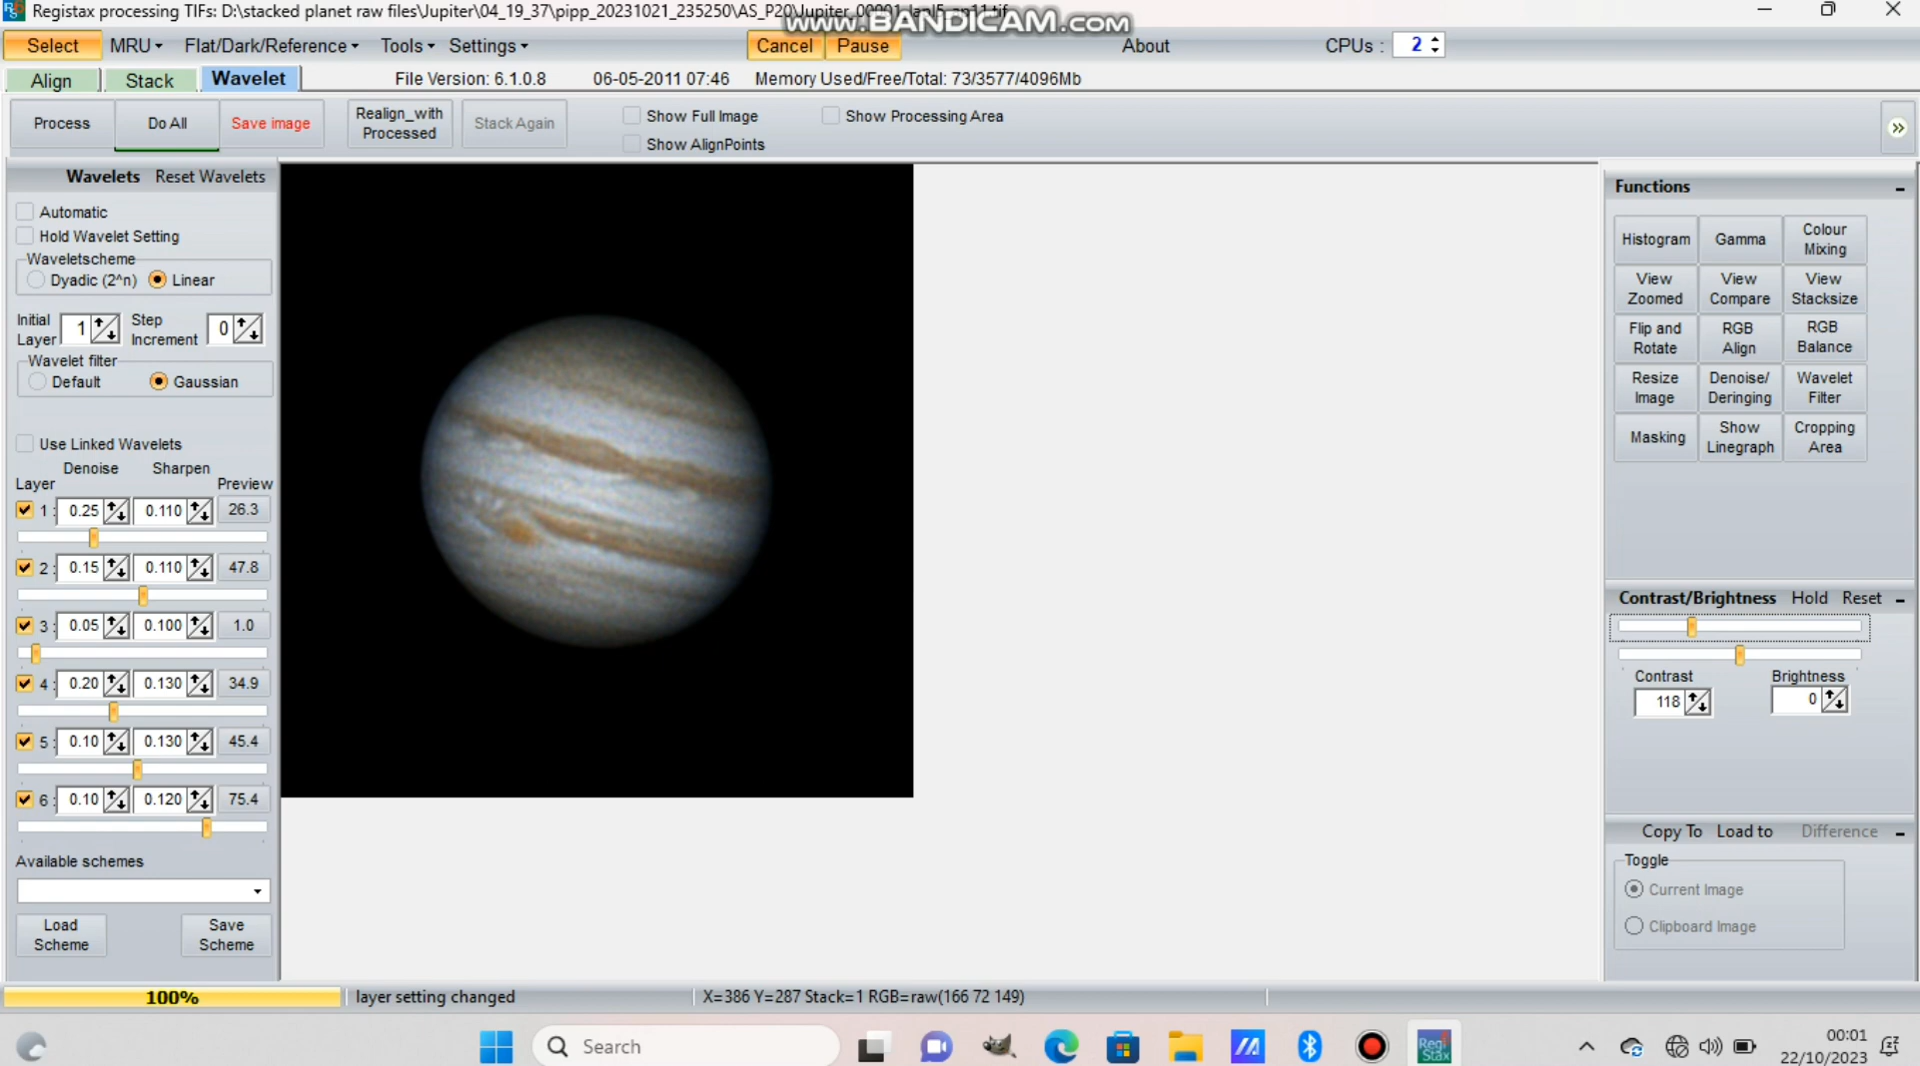 Registax processing TIFs: D:\stacked planet raw files\Jupiter\04_19_37\pipp_20231021_235250\AS_P20\Jupiter_00001
www.BANDICAM.com
Select MRU Flat/Dark/Reference Tools Settings Cancel Pause About CPUs : 2
Align Stack Wavelet File Version: 6.1.0.8 06-05-2011 07:46 Memory Used/Free/Total: 73/3577/4096Mb
Process Do All Save image Realign_with Processed Stack Again Show Full Image Show Processing Area
Show AlignPoints
Wavelets Reset Wavelets
Automatic
Hold Wavelet Setting
Waveletscheme
Dyadic (2^n) Linear
Initial Layer 1 Step Increment 0
Wavelet filter
Default Gaussian
Use Linked Wavelets
Denoise Sharpen
Layer Preview
1 : 0.25 0.110 26.3
2 : 0.15 0.110 47.8
3 : 0.05 0.100 1.0
4 : 0.20 0.130 34.9
5 : 0.10 0.130 45.4
6 : 0.10 0.120 75.4
Available schemes
Load Scheme Save Scheme
Functions
Histogram Gamma Colour Mixing
View Zoomed View Compare View Stacksize
Flip and Rotate RGB Align RGB Balance
Resize Image Denoise/ Deringing Wavelet Filter
Masking Show Linegraph Cropping Area
Contrast/Brightness Hold Reset
Contrast Brightness
118 0
Copy To Load to Difference
Toggle
Current Image
Clipboard Image
100% layer setting changed X=386 Y=287 Stack=1 RGB=raw(166 72 149)
Search
Regi Stax
00:01
22/10/2023